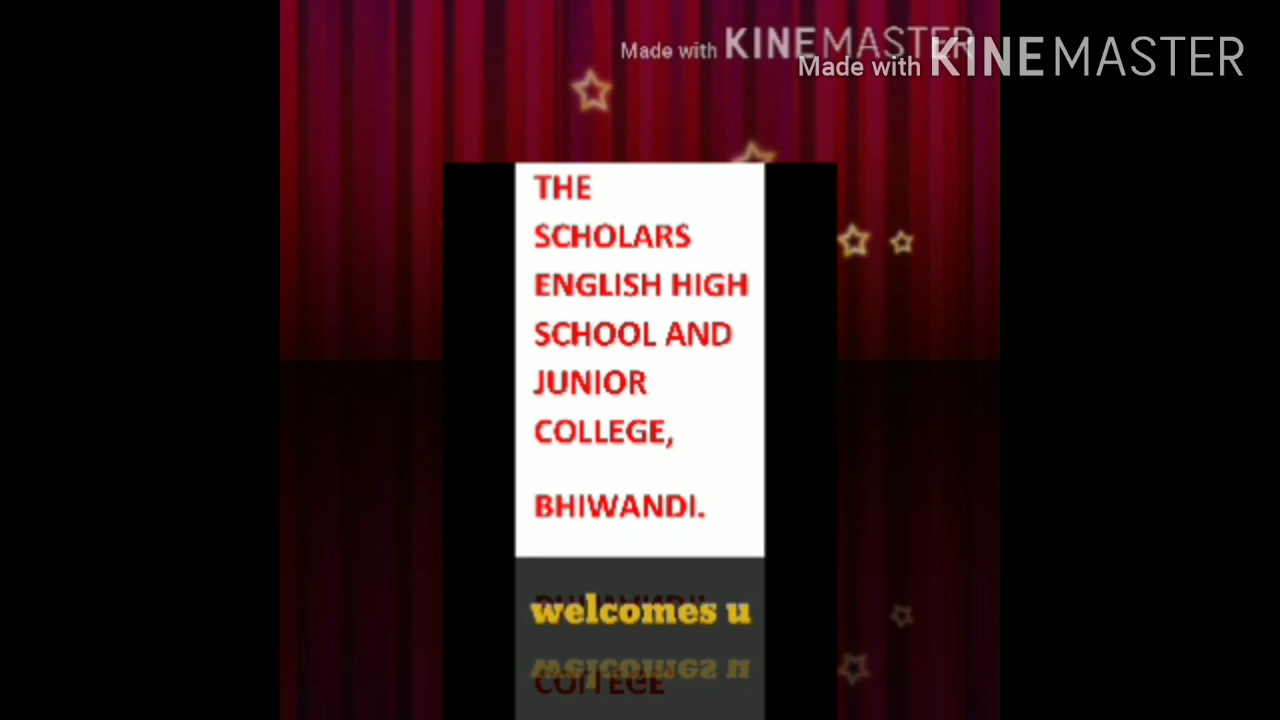 Made with KINEMASTER
Made with KINEMASTER
THE
SCHOLARS
ENGLISH HIGH
SCHOOL AND
JUNIOR
COLLEGE,
BHIWANDI.
welcomes u